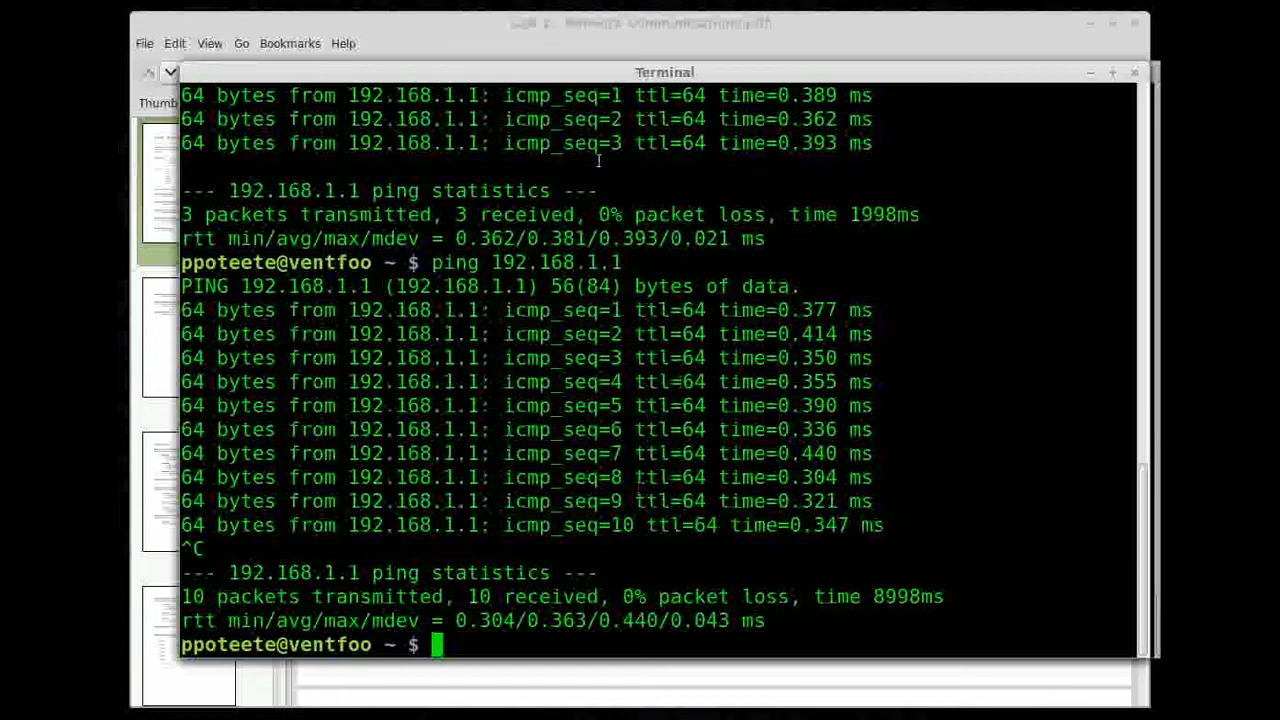 File Edit View Go Bookmarks Help
Terminal
Thumb
64 bytes from 192.168.1.1: icmp_seq=1 ttl=64 time=0.389 ms
64 bytes from 192.168.1.1: icmp_seq=2 ttl=64 time=0.362 ms
64 bytes from 192.168.1.1: icmp_seq=3 ttl=64 time=0.393 ms
--- 192.168.1.1 ping statistics ---
3 packets transmitted, 3 received, 0% packet loss, time 1998ms
rtt min/avg/max/mdev = 0.362/0.381/0.393/0.021 ms
ppoteete@ventfoo ~ $ ping 192.168.1.1
PING 192.168.1.1 (192.168.1.1) 56(84) bytes of data.
64 bytes from 192.168.1.1: icmp_seq=1 ttl=64 time=0.377 ms
64 bytes from 192.168.1.1: icmp_seq=2 ttl=64 time=0.414 ms
64 bytes from 192.168.1.1: icmp_seq=3 ttl=64 time=0.350 ms
64 bytes from 192.168.1.1: icmp_seq=4 ttl=64 time=0.355 ms
64 bytes from 192.168.1.1: icmp_seq=5 ttl=64 time=0.390 ms
64 bytes from 192.168.1.1: icmp_seq=6 ttl=64 time=0.336 ms
64 bytes from 192.168.1.1: icmp_seq=7 ttl=64 time=0.440 ms
64 bytes from 192.168.1.1: icmp_seq=8 ttl=64 time=0.304 ms
64 bytes from 192.168.1.1: icmp_seq=9 ttl=64 time=0.321 ms
64 bytes from 192.168.1.1: icmp_seq=10 ttl=64 time=0.347 ms
^C
--- 192.168.1.1 ping statistics ---
10 packets transmitted, 10 received, 0% packet loss, time 8998ms
rtt min/avg/max/mdev = 0.304/0.363/0.440/0.043 ms
ppoteete@ventfoo ~ $